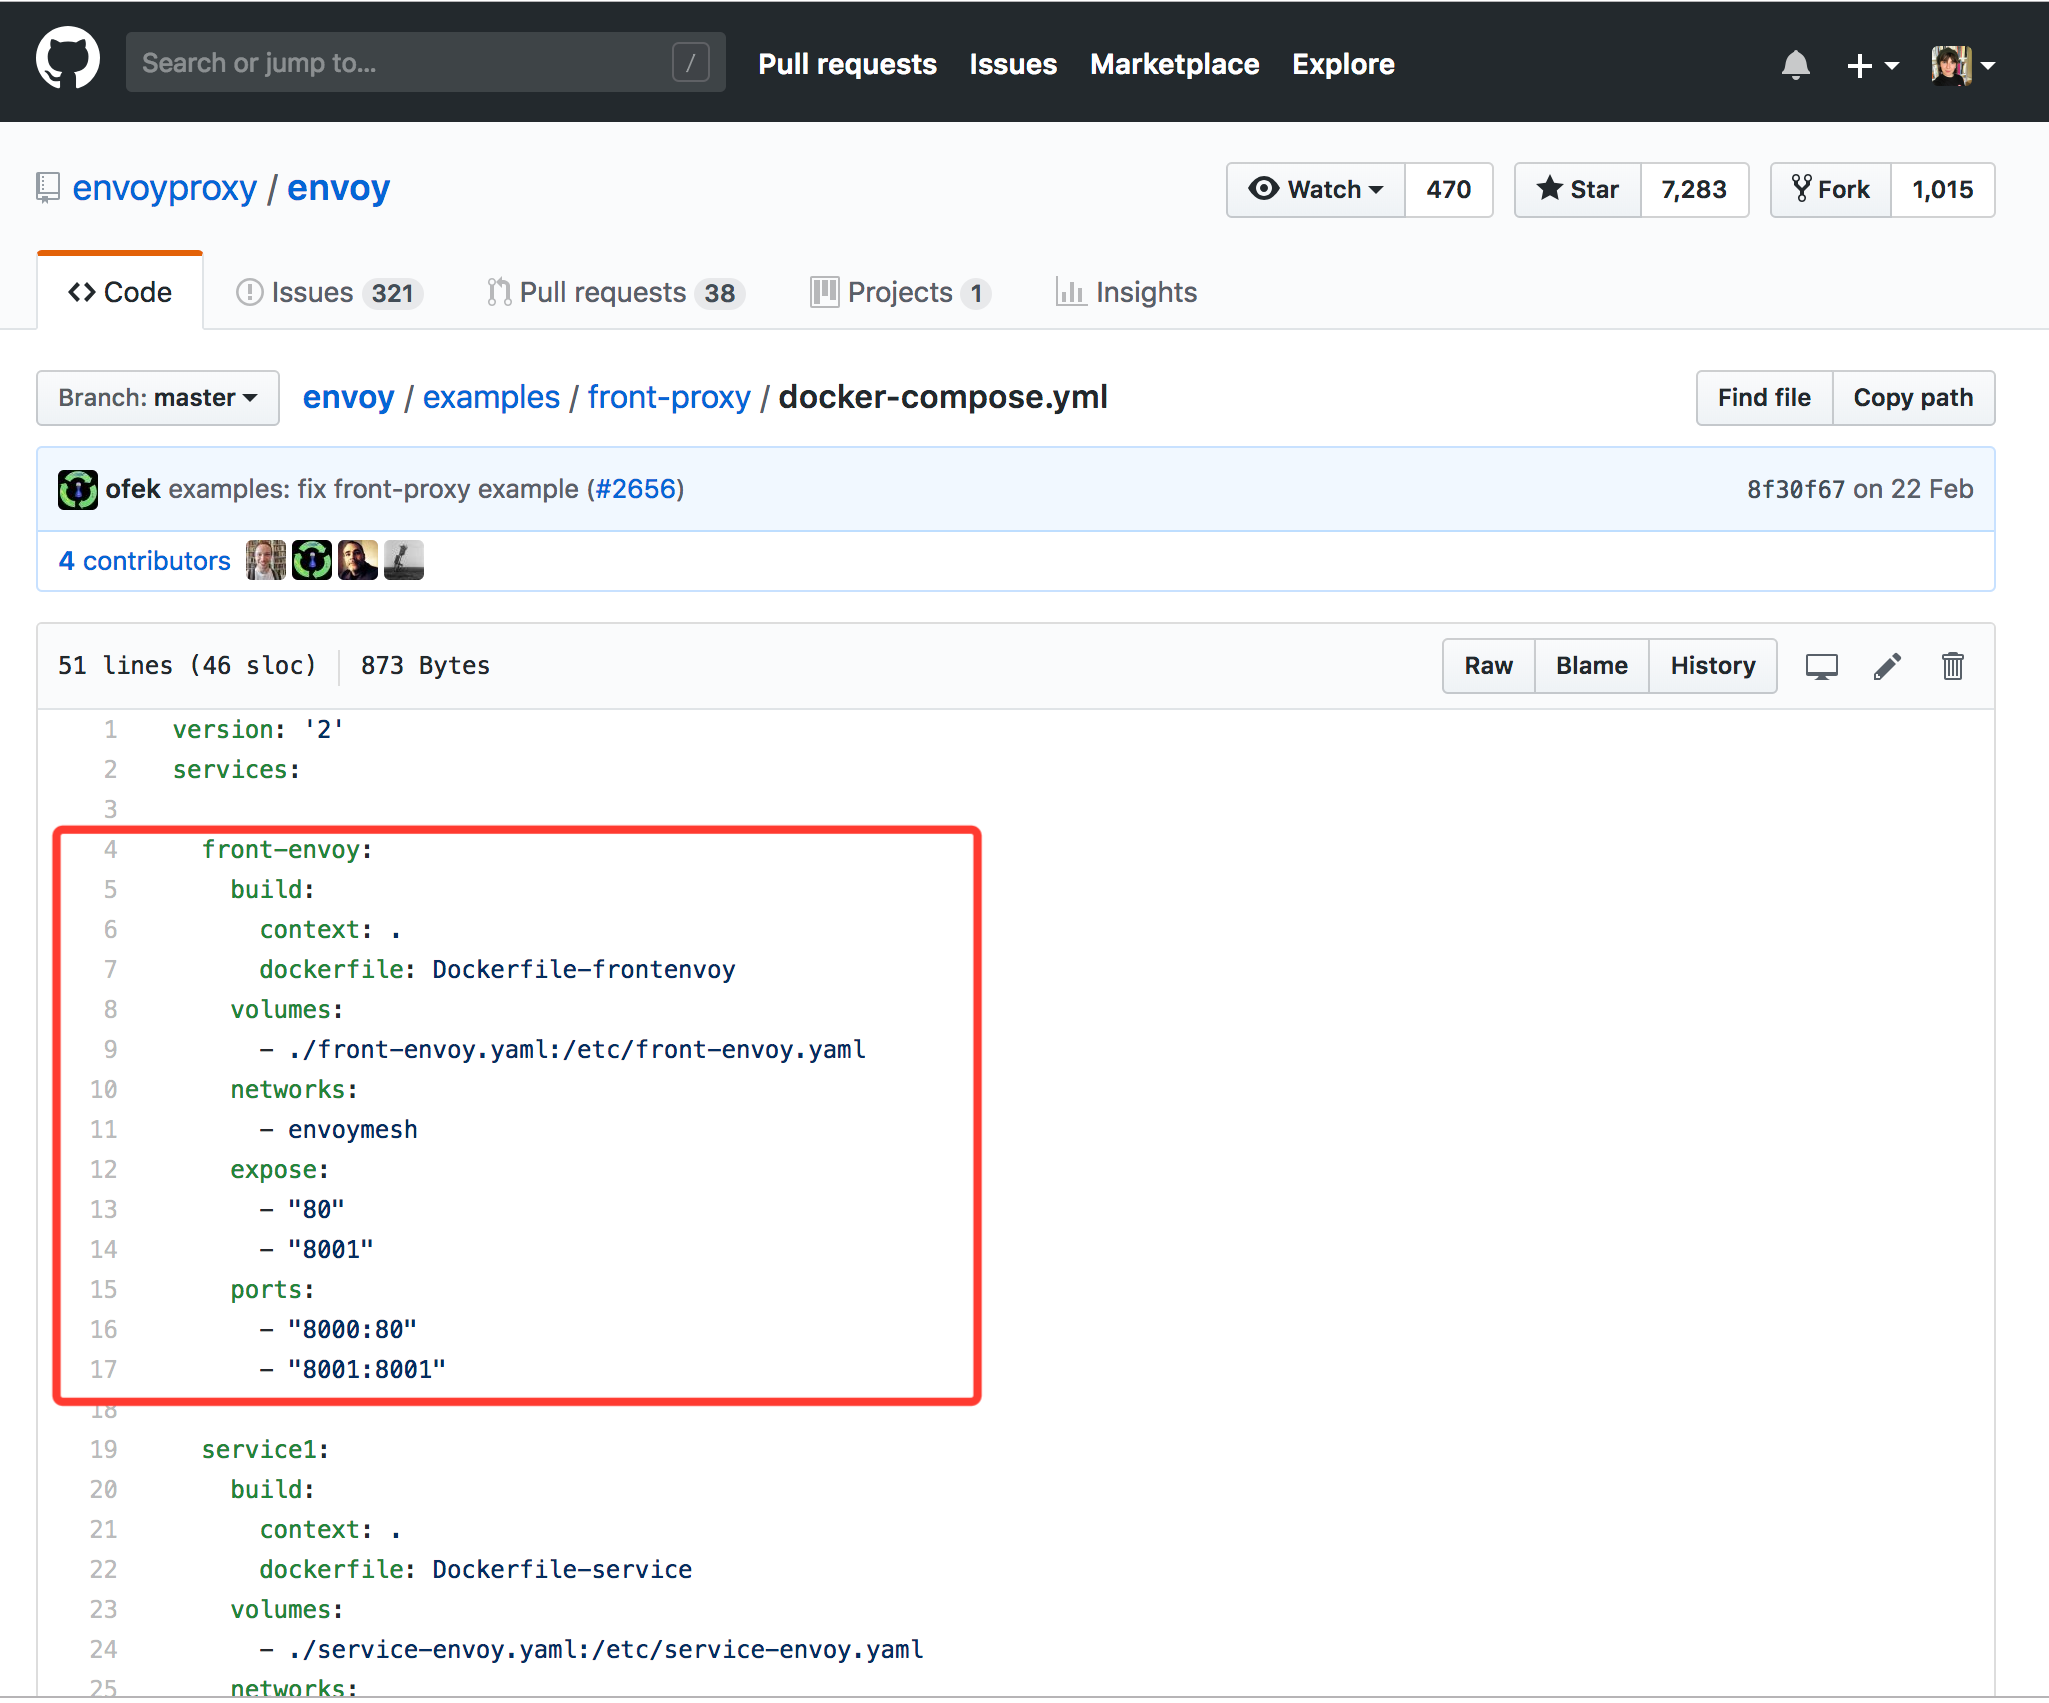 Search or jump to... / Pull requests Issues Marketplace Explore
envoyproxy / envoy Watch 470 Star 7,283 Fork 1,015
Code Issues 321 Pull requests 38 Projects 1 Insights
Branch: master envoy / examples / front-proxy / docker-compose.yml Find file Copy path
ofek examples: fix front-proxy example (#2656) 8f30f67 on 22 Feb
4 contributors
51 lines (46 sloc) 873 Bytes Raw Blame History
1 version: '2'
2 services:
3
4 front-envoy:
5 build:
6 context: .
7 dockerfile: Dockerfile-frontenvoy
8 volumes:
9 - ./front-envoy.yaml:/etc/front-envoy.yaml
10 networks:
11 - envoymesh
12 expose:
13 - "80"
14 - "8001"
15 ports:
16 - "8000:80"
17 - "8001:8001"
18
19 service1:
20 build:
21 context: .
22 dockerfile: Dockerfile-service
23 volumes:
24 - ./service-envoy.yaml:/etc/service-envoy.yaml
25 networks: